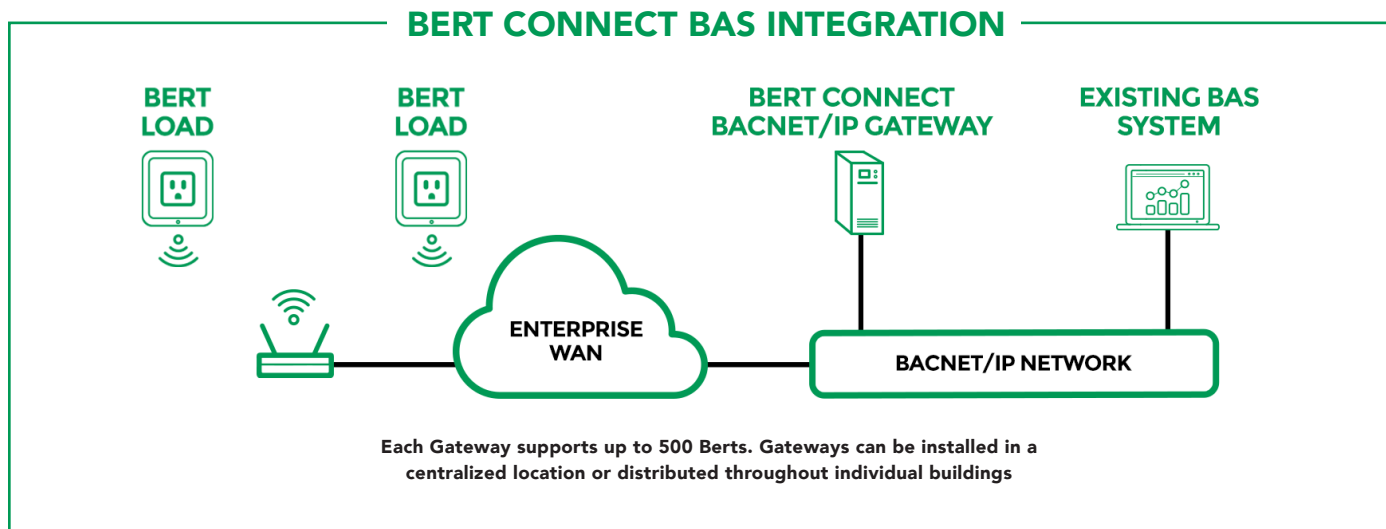 BERT CONNECT BAS INTEGRATION
BERT
LOAD
BERT
LOAD
BERT CONNECT
BACNET/IP GATEWAY
EXISTING BAS
SYSTEM
ENTERPRISE
WAN
BACNET/IP NETWORK
Each Gateway supports up to 500 Berts. Gateways can be installed in a
centralized location or distributed throughout individual buildings